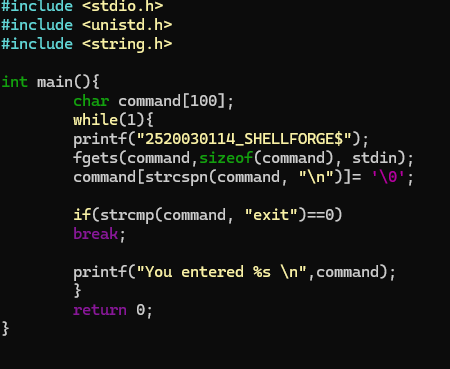 #include <stdio.h>
#include <unistd.h>
#include <string.h>
int main(){
char command[100];
while(1){
printf("2520030114_SHELLFORGE$");
fgets(command,sizeof(command), stdin);
command[strcspn(command, "\n")]= '\0';
if(strcmp(command, "exit")==0)
break;
printf("You entered %s \n",command);
}
return 0;
}